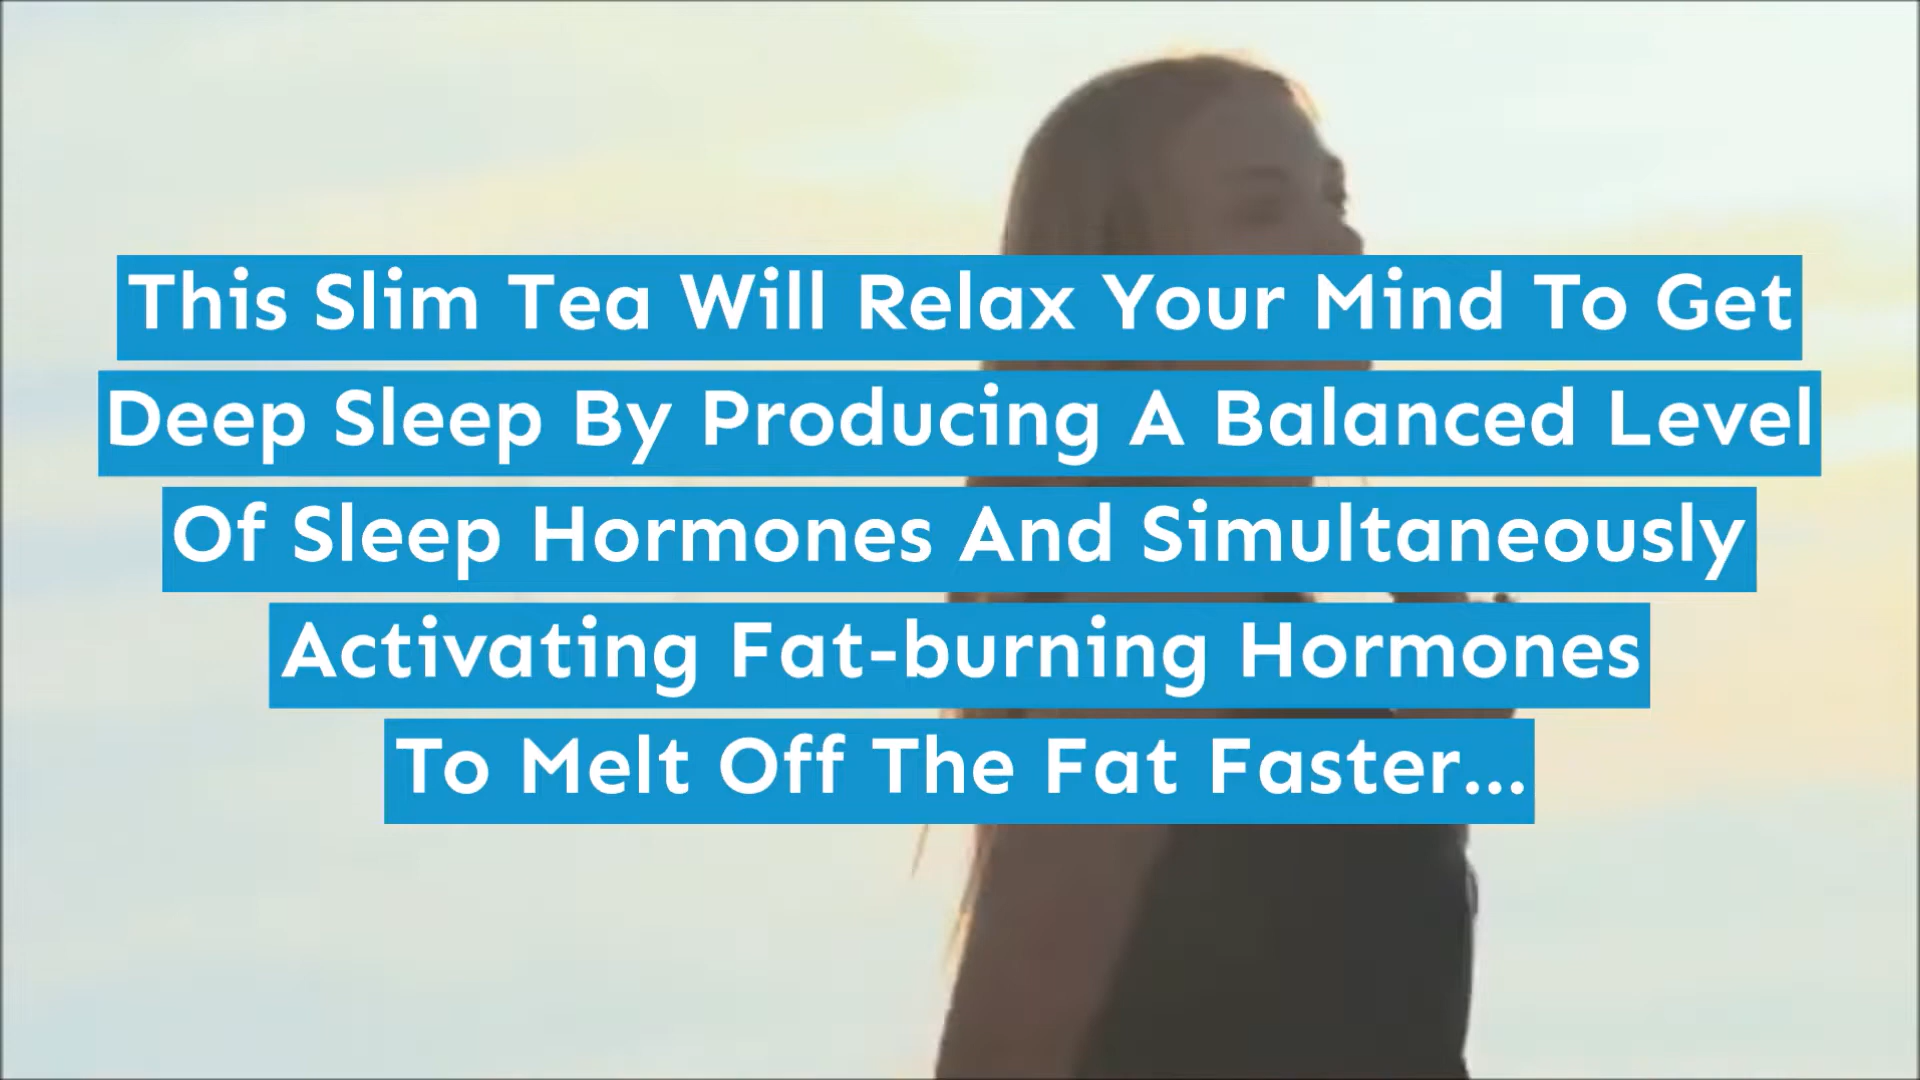 This Slim Tea Will Relax Your Mind To Get
Deep Sleep By Producing A Balanced Level
Of Sleep Hormones And Simultaneously
Activating Fat-burning Hormones
To Melt Off The Fat Faster...